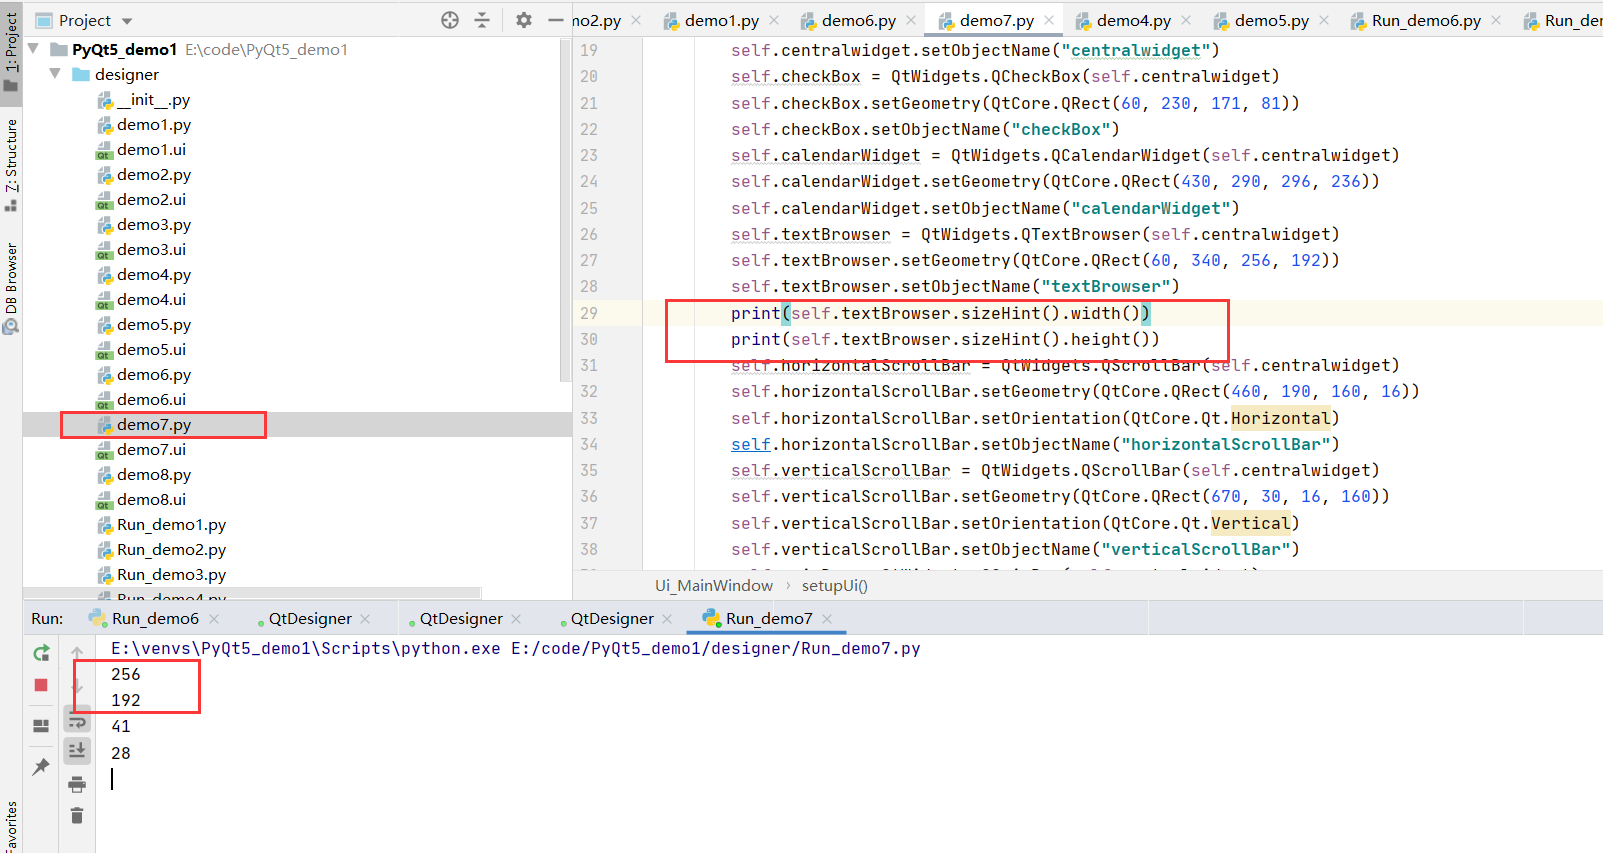 Project
mo2.py
demo1.py
demo6.py
demo7.py
demo4.py
demo5.py
Run_demo6.py
Run_dem
1: Project
Z: Structure
DB Browser
Favorites
PyQt5_demo1 E:\code\PyQt5_demo1
designer
__init__.py
demo1.py
demo1.ui
demo2.py
demo2.ui
demo3.py
demo3.ui
demo4.py
demo4.ui
demo5.py
demo5.ui
demo6.py
demo6.ui
demo7.py
demo7.ui
demo8.py
demo8.ui
Run_demo1.py
Run_demo2.py
Run_demo3.py
Run_demo4.py
19 self.centralwidget.setObjectName("centralwidget")
20 self.checkBox = QtWidgets.QCheckBox(self.centralwidget)
21 self.checkBox.setGeometry(QtCore.QRect(60, 230, 171, 81))
22 self.checkBox.setObjectName("checkBox")
23 self.calendarWidget = QtWidgets.QCalendarWidget(self.centralwidget)
24 self.calendarWidget.setGeometry(QtCore.QRect(430, 290, 296, 236))
25 self.calendarWidget.setObjectName("calendarWidget")
26 self.textBrowser = QtWidgets.QTextBrowser(self.centralwidget)
27 self.textBrowser.setGeometry(QtCore.QRect(60, 340, 256, 192))
28 self.textBrowser.setObjectName("textBrowser")
29 print(self.textBrowser.sizeHint().width())
30 print(self.textBrowser.sizeHint().height())
31 self.horizontalScrollBar = QtWidgets.QScrollBar(self.centralwidget)
32 self.horizontalScrollBar.setGeometry(QtCore.QRect(460, 190, 160, 16))
33 self.horizontalScrollBar.setOrientation(QtCore.Qt.Horizontal)
34 self.horizontalScrollBar.setObjectName("horizontalScrollBar")
35 self.verticalScrollBar = QtWidgets.QScrollBar(self.centralwidget)
36 self.verticalScrollBar.setGeometry(QtCore.QRect(670, 30, 16, 160))
37 self.verticalScrollBar.setOrientation(QtCore.Qt.Vertical)
38 self.verticalScrollBar.setObjectName("verticalScrollBar")
Ui_MainWindow › setupUi()
Run:
Run_demo6
QtDesigner
QtDesigner
QtDesigner
Run_demo7
E:\venvs\PyQt5_demo1\Scripts\python.exe E:/code/PyQt5_demo1/designer/Run_demo7.py
256
192
41
28